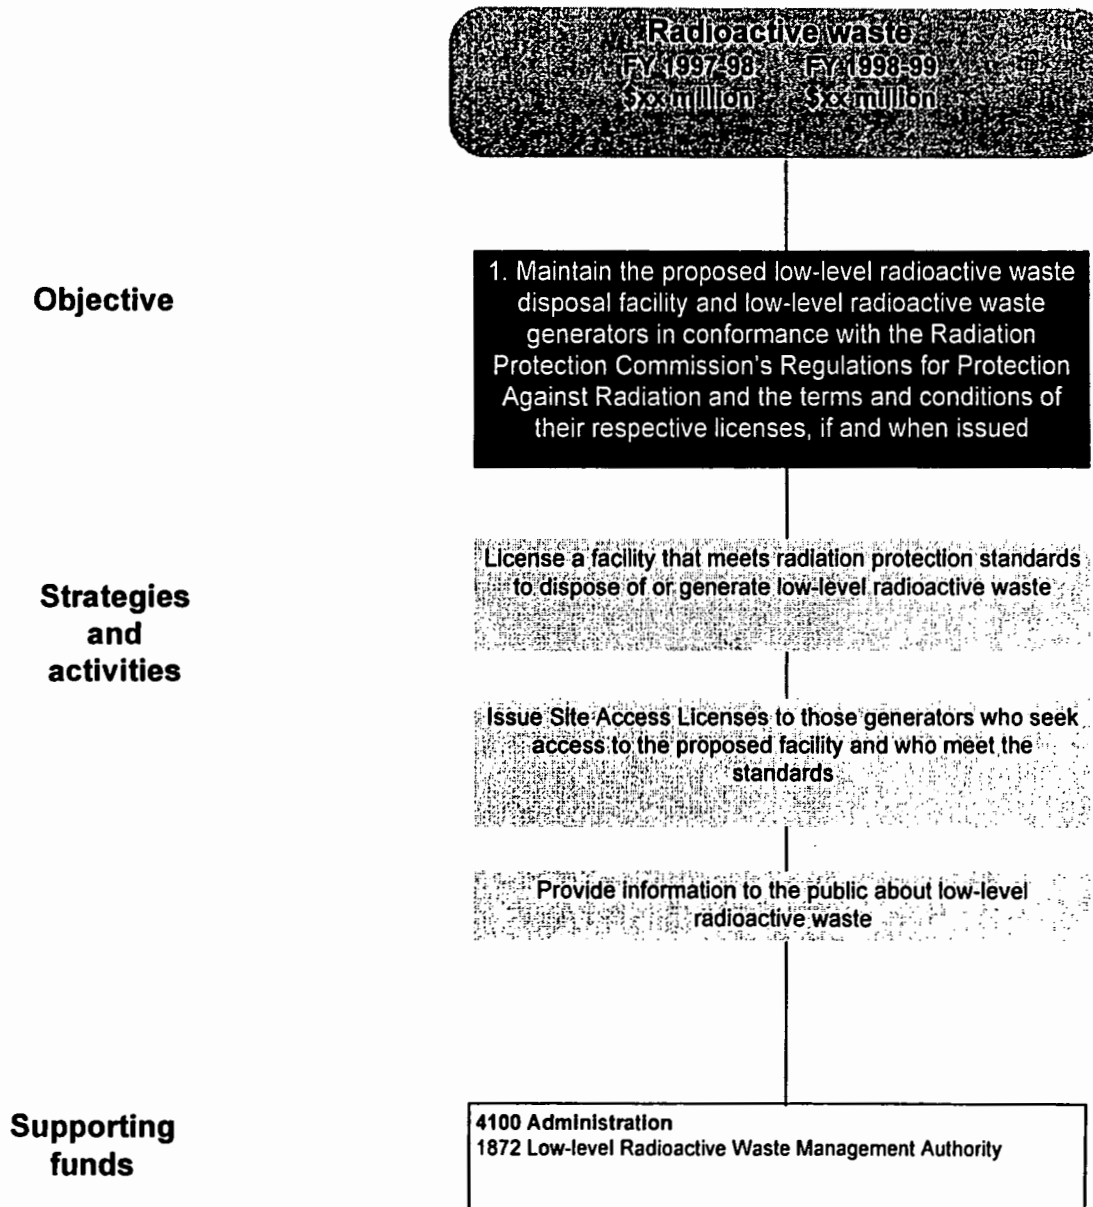 Radioactive waste
FY 1997-98 FY 1998-99
$xx million $xx million
Objective
1. Maintain the proposed low-level radioactive waste
disposal facility and low-level radioactive waste
generators in conformance with the Radiation
Protection Commission's Regulations for Protection
Against Radiation and the terms and conditions of
their respective licenses, if and when issued
Strategies
and
activities
License a facility that meets radiation protection standards
to dispose of or generate low-level radioactive waste
Issue Site Access Licenses to those generators who seek
access to the proposed facility and who meet the
standards
Provide information to the public about low-level
radioactive waste
Supporting
funds
4100 Administration
1872 Low-level Radioactive Waste Management Authority